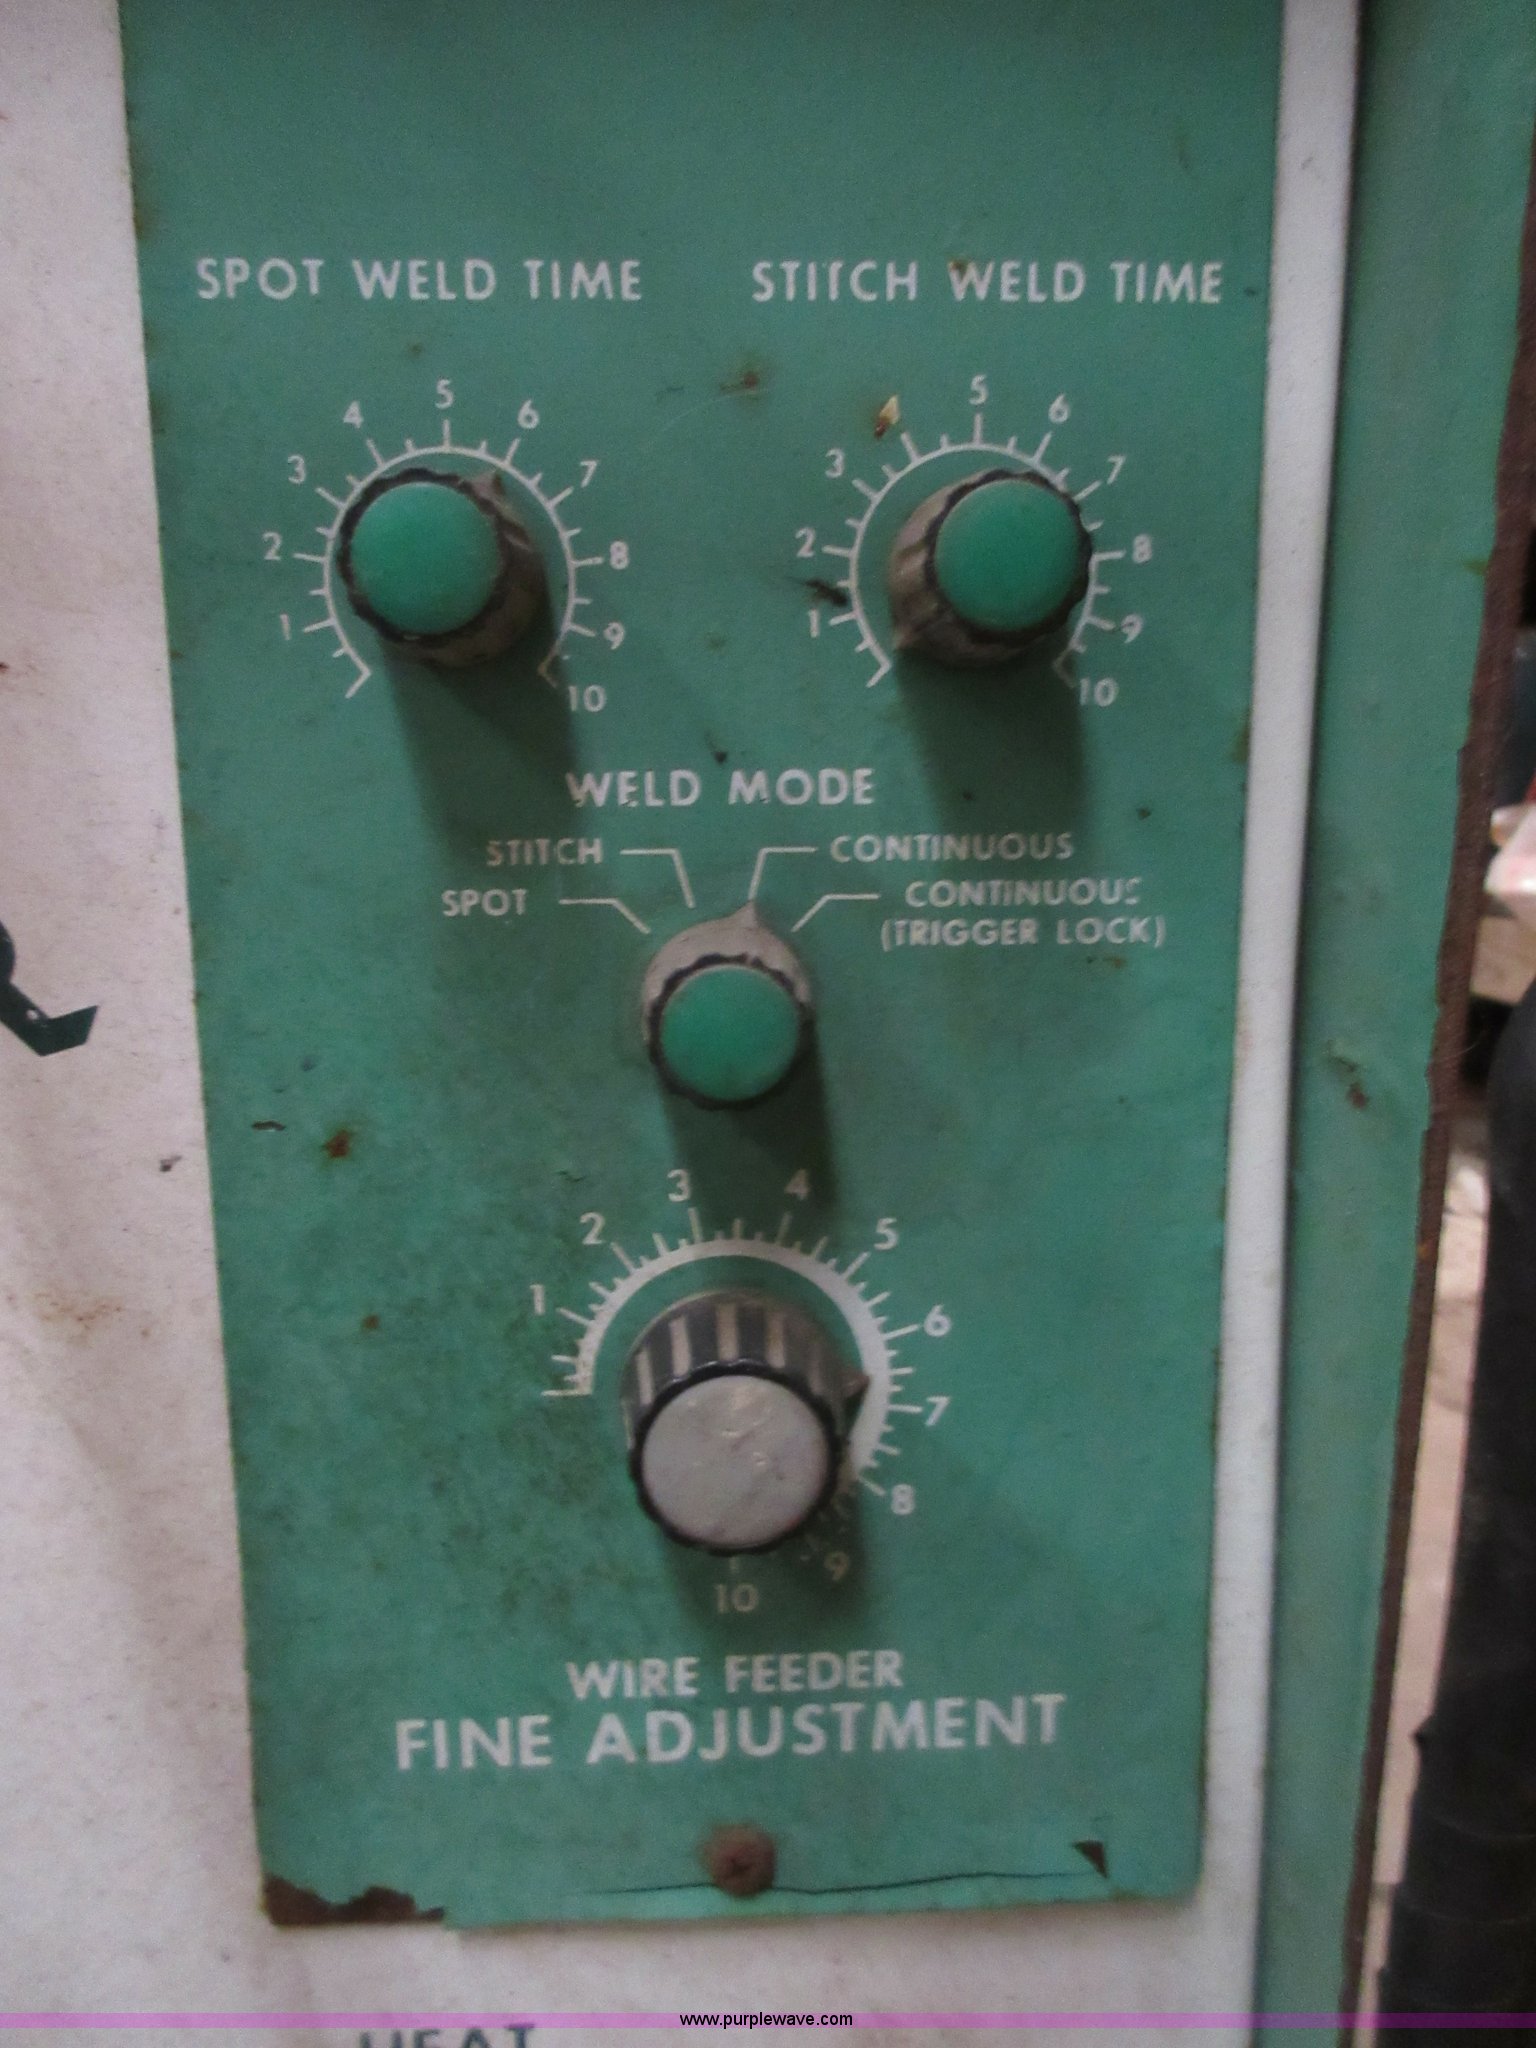 SPOT WELD TIME
STITCH WELD TIME
1 2 3 4 5 6 7 8 9 10
1 2 3 5 6 7 8 9 10
WELD MODE
STITCH
CONTINUOUS
SPOT
CONTINUOUS
(TRIGGER LOCK)
1 2 3 4 5 6 7 8 9 10
WIRE FEEDER
FINE ADJUSTMENT
www.purplewave.com
HEAT